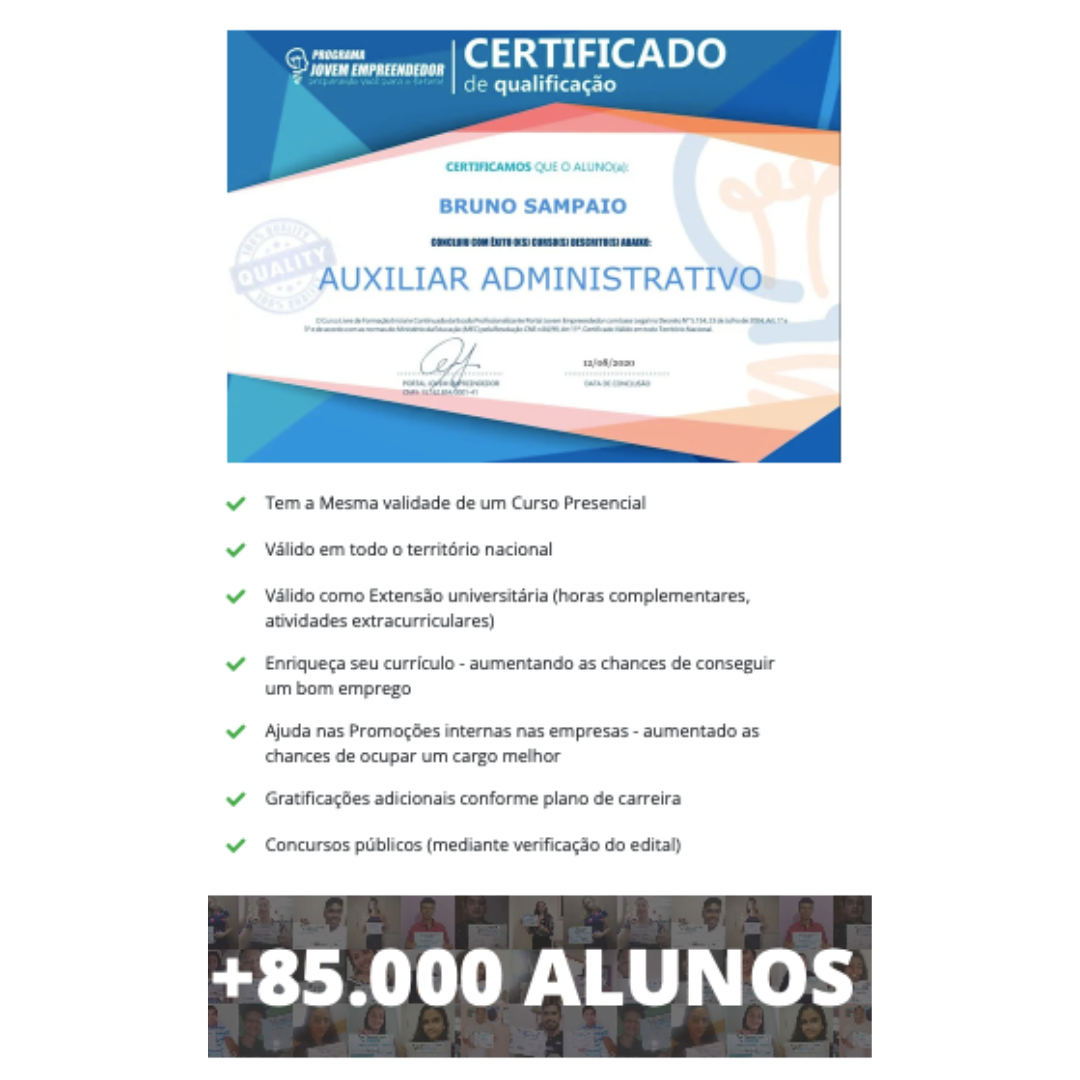 PROGRAMA
JOVEM EMPREENDEDOR
preparando você para o futuro!
CERTIFICADO
de qualificação
CERTIFICAMOS QUE O ALUNO(a):
BRUNO SAMPAIO
CONCLUIU COM ÊXITO O(S) CURSO(S) DESCRITO(S) ABAIXO:
100% QUALITY
QUALITY
100% QUALITY
AUXILIAR ADMINISTRATIVO
12/08/2020
PORTAL JOVEM EMPREENDEDOR
DATA DE CONCLUSÃO
Tem a Mesma validade de um Curso Presencial
Válido em todo o território nacional
Válido como Extensão universitária (horas complementares,
atividades extracurriculares)
Enriqueça seu currículo - aumentando as chances de conseguir
um bom emprego
Ajuda nas Promoções internas nas empresas - aumentado as
chances de ocupar um cargo melhor
Gratificações adicionais conforme plano de carreira
Concursos públicos (mediante verificação do edital)
+85.000 ALUNOS